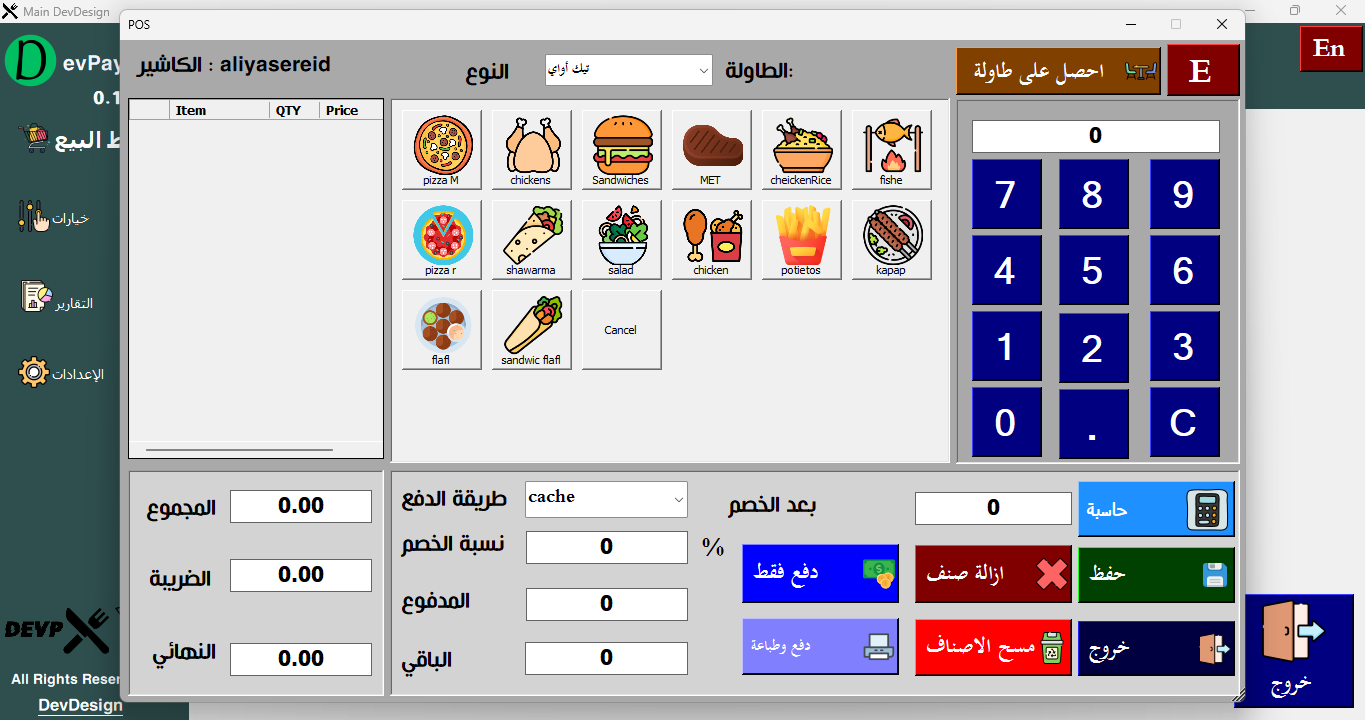 Main DevDesign
POS
evPay
0.1
ط البيع
خيارات
التقارير
الإعدادات
DEVP
All Rights Reser
DevDesign
الكاشير : aliyasereid
النوع
تيك أواي
الطاولة:
احصل على طاولة
E
En
Item QTY Price
pizza M
chickens
Sandwiches
MET
cheickenRice
fishe
pizza r
shawarma
salad
chicken
potietos
kapap
flafl
sandwic flafl
Cancel
0
7 8 9
4 5 6
1 2 3
0 . C
المجموع 0.00
الضريبة 0.00
النهائي 0.00
طريقة الدفع cache
نسبة الخصم 0 %
المدفوع 0
الباقي 0
بعد الخصم 0
حاسبة
دفع فقط
ازالة صنف
حفظ
دفع وطباعة
مسح الاصناف
خروج
خروج